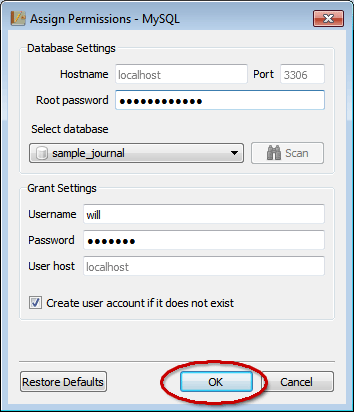 Assign Permissions - MySQL
Database Settings
Hostname localhost Port 3306
Root password ●●●●●●●●●●●●
Select database
sample_journal Scan
Grant Settings
Username will
Password ●●●●●●●
User host localhost
Create user account if it does not exist
Restore Defaults OK Cancel